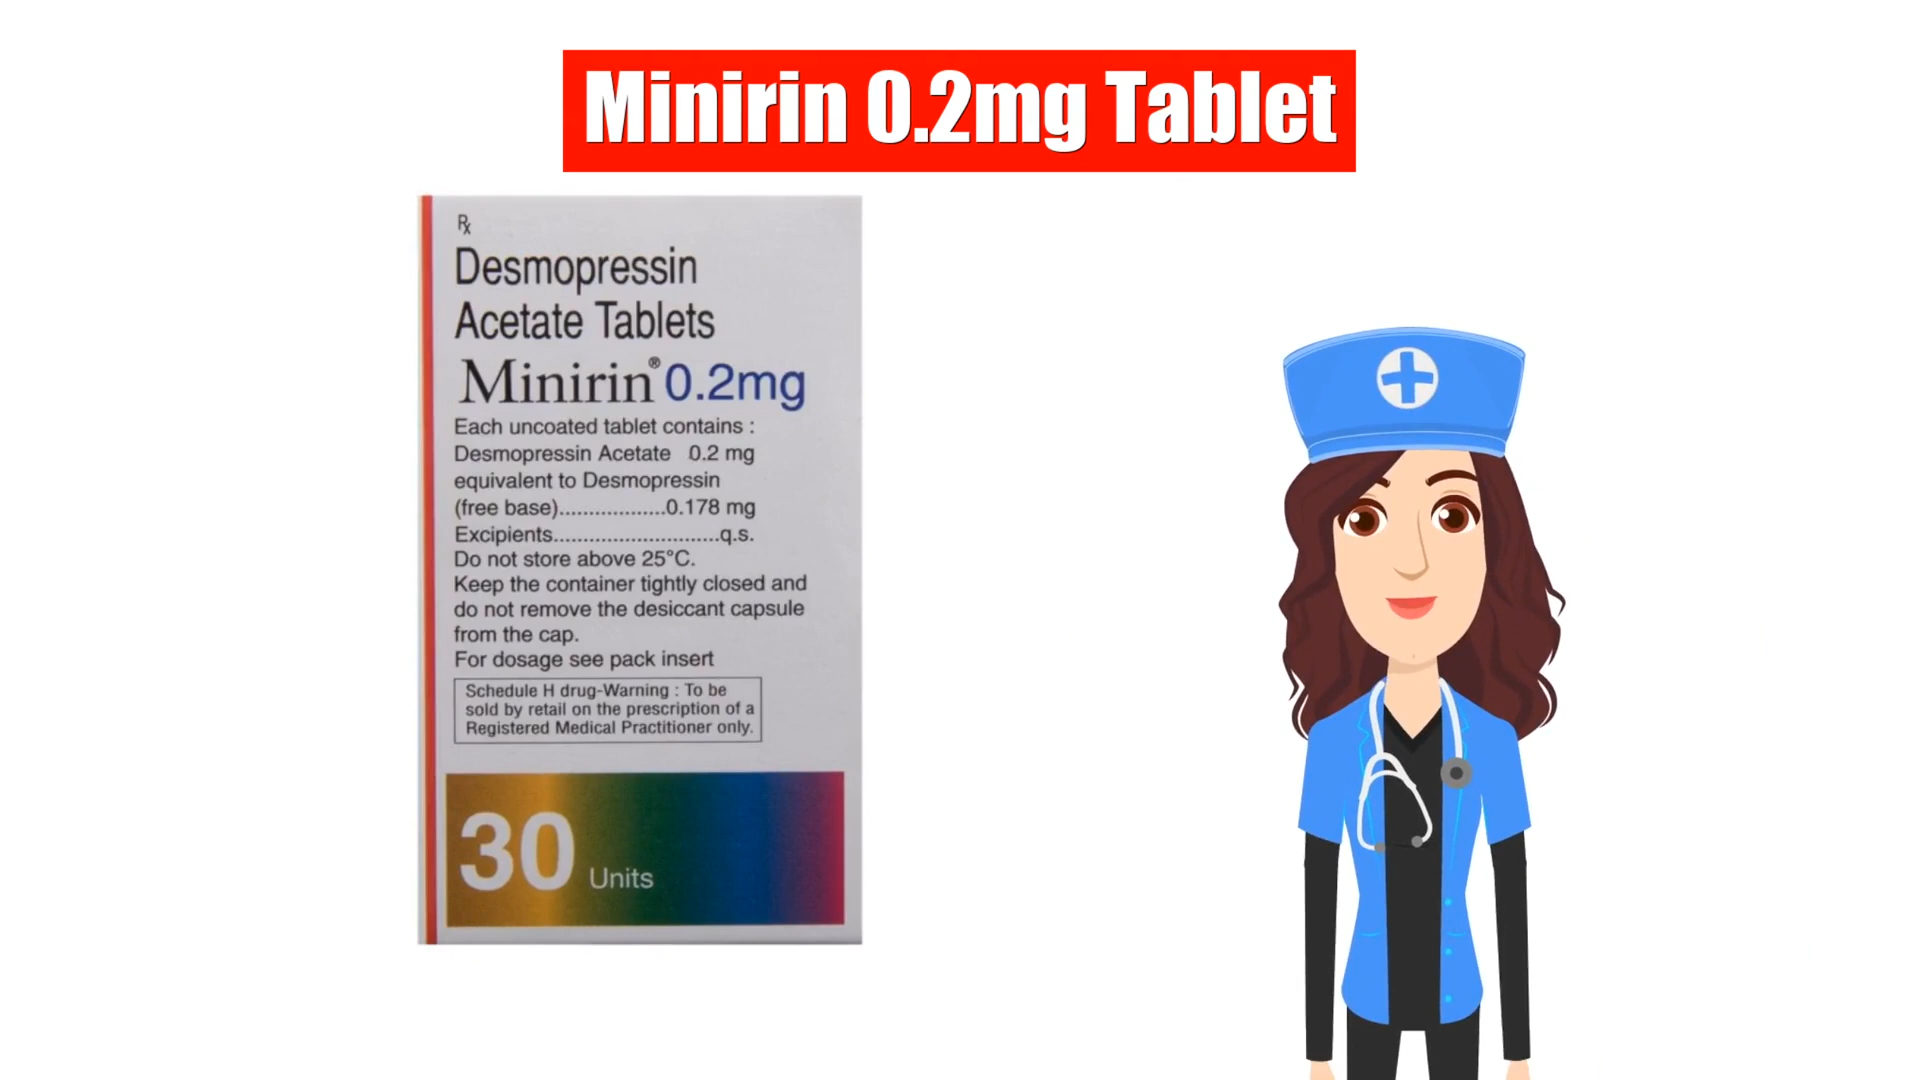 Minirin 0.2mg Tablet
Rx
Desmopressin
Acetate Tablets
Minirin® 0.2mg
Each uncoated tablet contains :
Desmopressin Acetate 0.2 mg
equivalent to Desmopressin
(free base)..................0.178 mg
Excipients............................q.s.
Do not store above 25°C.
Keep the container tightly closed and
do not remove the desiccant capsule
from the cap.
For dosage see pack insert
Schedule H drug-Warning : To be
sold by retail on the prescription of a
Registered Medical Practitioner only.
30 Units